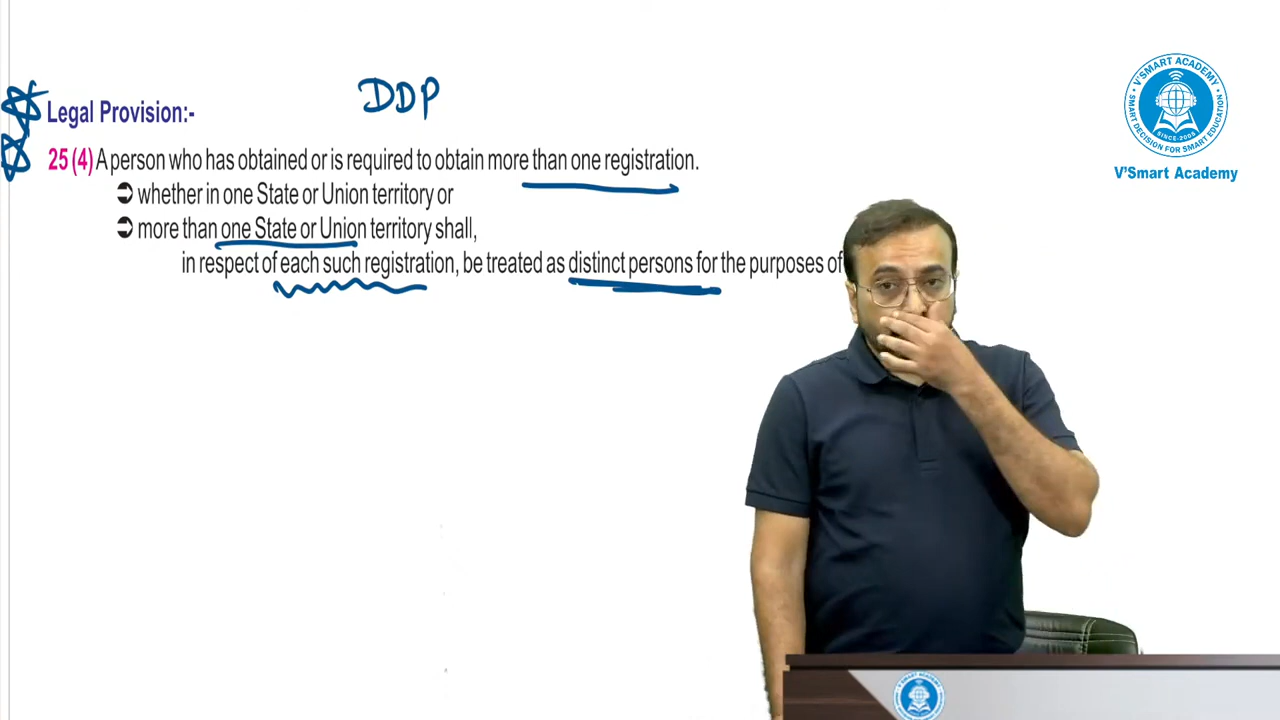 DDP
Legal Provision:-
25 (4) A person who has obtained or is required to obtain more than one registration.
➲ whether in one State or Union territory or
➲ more than one State or Union territory shall,
in respect of each such registration, be treated as distinct persons for the purposes of
V'SMART ACADEMY
SINCE-2006
SMART DECISION FOR SMART EDUCATION
V'Smart Academy
V'SMART ACADEMY